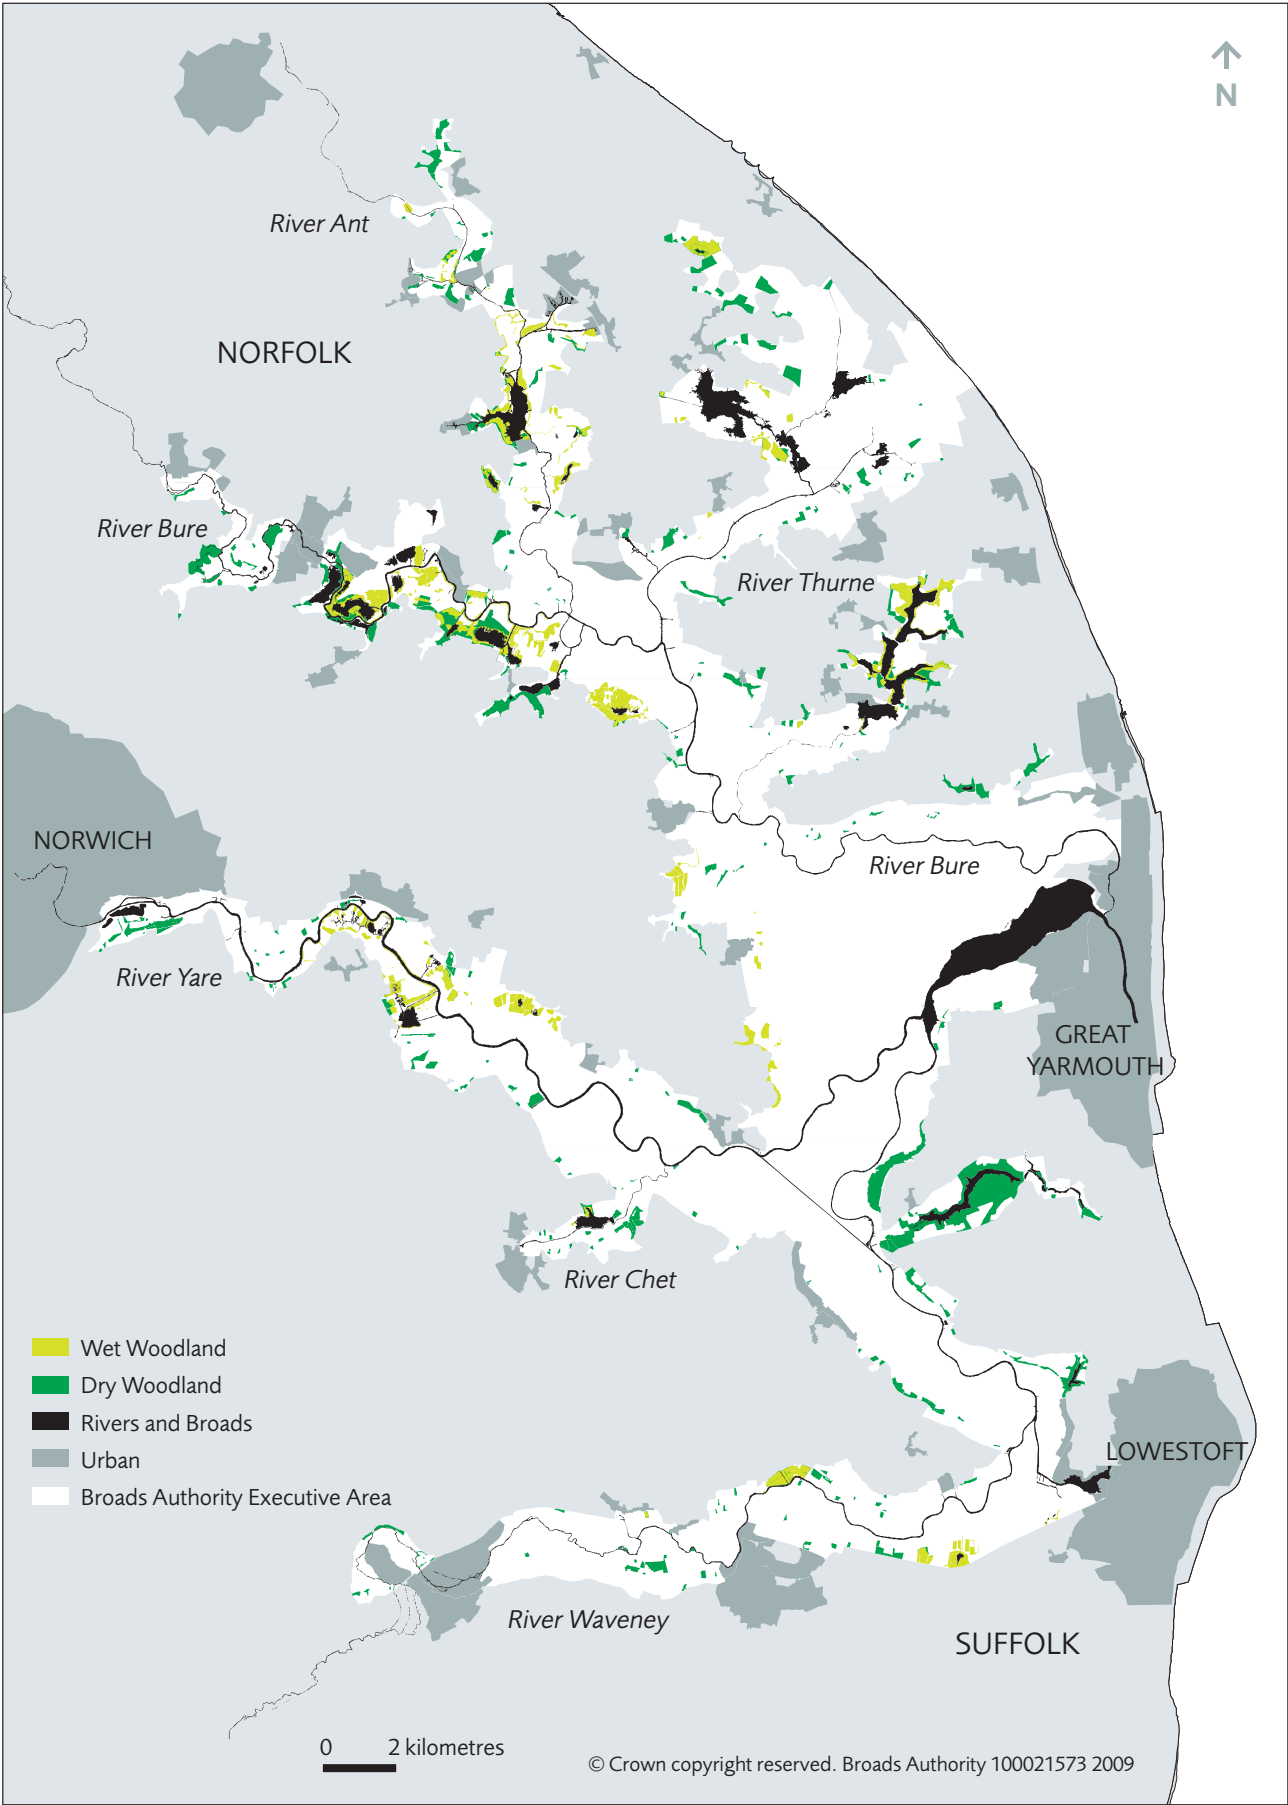 N
River Ant
NORFOLK
River Bure
River Thurne
NORWICH
River Bure
River Yare
GREAT
YARMOUTH
River Chet
Wet Woodland
Dry Woodland
Rivers and Broads
Urban
Broads Authority Executive Area
LOWESTOFT
River Waveney
SUFFOLK
0 2 kilometres
© Crown copyright reserved. Broads Authority 100021573 2009